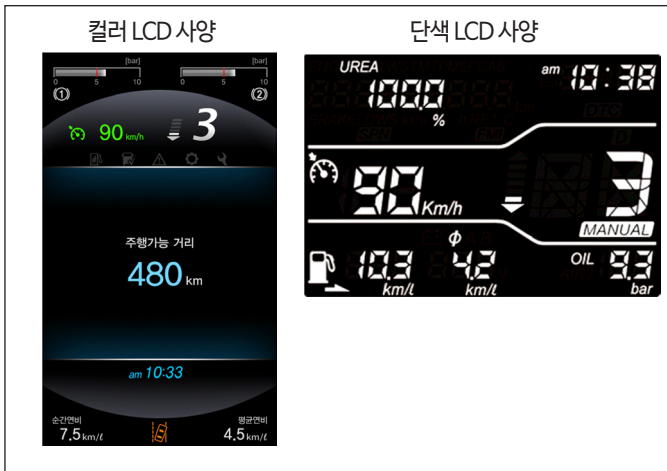 컬러 LCD 사양
[bar]
[bar]
0 5 10
0 5 10
①
②
90 km/h
3
주행가능 거리
480 km
am 10:33
순간연비
7.5 km/ℓ
평균연비
4.5 km/ℓ
단색 LCD 사양
UREA
100.0
%
am 10:38
DTC
SPN
FMI
90 Km/h
3
MANUAL
10.3
km/ℓ
ϕ
4.2
km/ℓ
OIL 9.3
bar